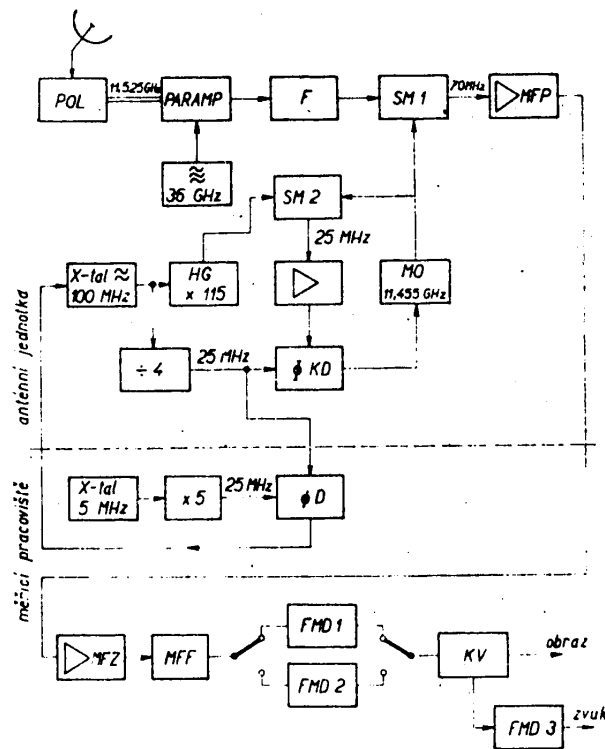 11,525 GHz
POL
PARAMP
F
SM 1
70MHz
MFP
36 GHz
SM 2
25 MHz
X-tal
100 MHz
HG
x 115
MO
11,455 GHz
÷ 4
25 MHz
ϕ KD
anténní jednotka
měřicí pracoviště
X-tal
5 MHz
x 5
25 MHz
ϕ D
MFZ
MFF
FMD 1
FMD 2
KV
obraz
FMD 3
zvuk